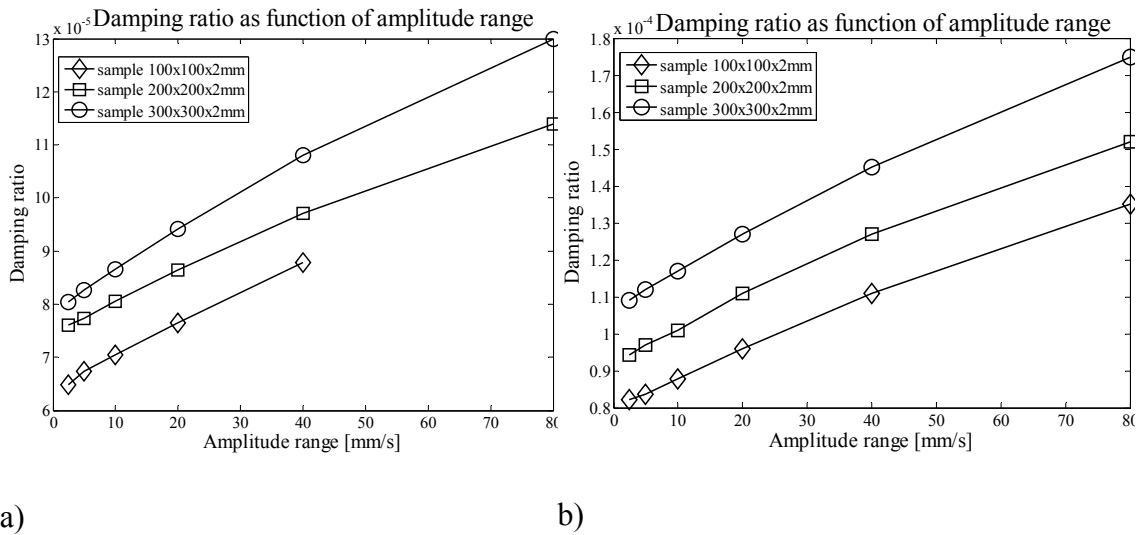 x 10-5 Damping ratio as function of amplitude range
13
12
11
10
9
8
7
6
Damping ratio
sample 100x100x2mm
sample 200x200x2mm
sample 300x300x2mm
0 10 20 30 40 50 60 70 80
Amplitude range [mm/s]
a)
x 10-4 Damping ratio as function of amplitude range
1.8
1.7
1.6
1.5
1.4
1.3
1.2
1.1
1
0.9
0.8
Damping ratio
sample 100x100x2mm
sample 200x200x2mm
sample 300x300x2mm
0 10 20 30 40 50 60 70 80
Amplitude range [mm/s]
b)